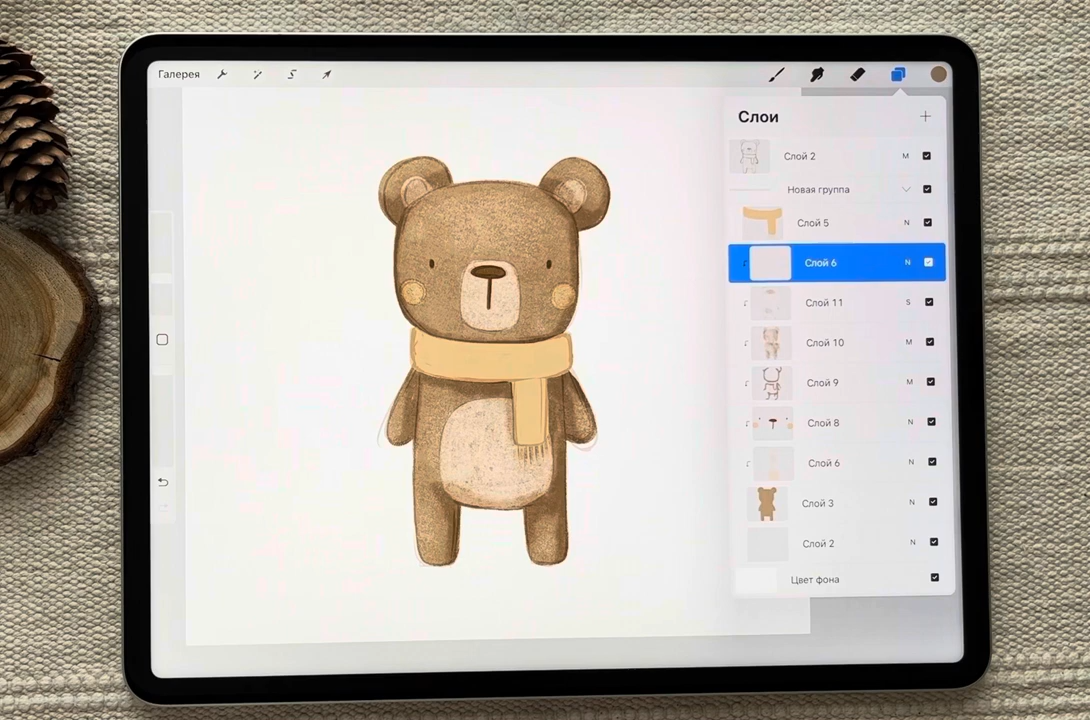 Галерея
Слои
Слой 2 M
Новая группа
Слой 5 N
Слой 6 N
Слой 11 S
Слой 10 M
Слой 9 M
Слой 8 N
Слой 6 N
Слой 3 N
Слой 2 N
Цвет фона